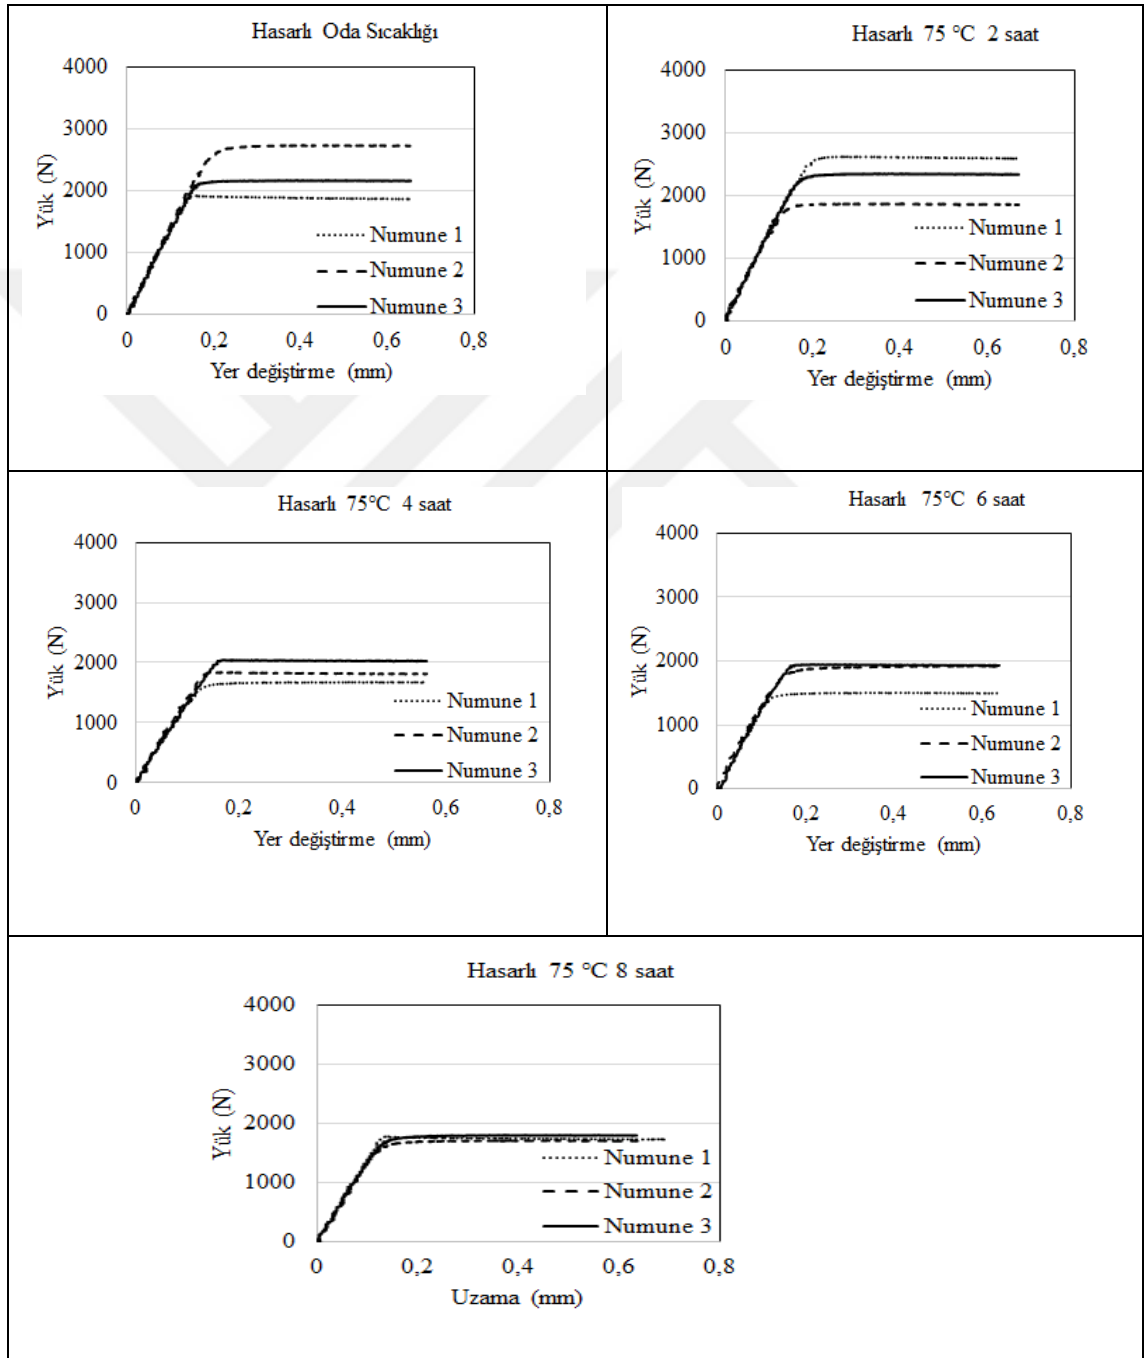 Hasarlı Oda Sıcaklığı
4000
3000
2000
1000
0
Yük (N)
Numune 1
Numune 2
Numune 3
0 0,2 0,4 0,6 0,8
Yer değiştirme (mm)
Hasarlı 75 °C 2 saat
4000
3000
2000
1000
0
Yük (N)
Numune 1
Numune 2
Numune 3
0 0,2 0,4 0,6 0,8
Yer değiştirme (mm)
Hasarlı 75°C 4 saat
4000
3000
2000
1000
0
Yük (N)
Numune 1
Numune 2
Numune 3
0 0,2 0,4 0,6 0,8
Yer değiştirme (mm)
Hasarlı 75°C 6 saat
4000
3000
2000
1000
0
Yük (N)
Numune 1
Numune 2
Numune 3
0 0,2 0,4 0,6 0,8
Yer değiştirme (mm)
Hasarlı 75 °C 8 saat
4000
3000
2000
1000
0
Yük (N)
Numune 1
Numune 2
Numune 3
0 0,2 0,4 0,6 0,8
Uzama (mm)